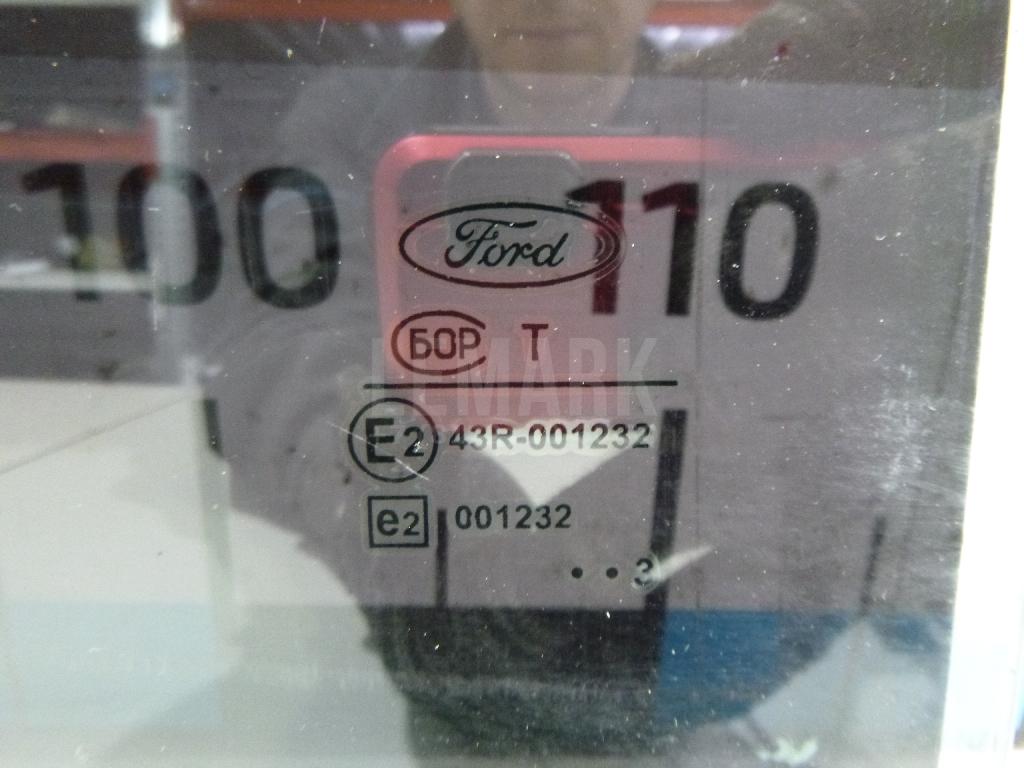 100 110
Ford
БОР T
LEMARK
E2 43R-001232
e2 001232
• • 3